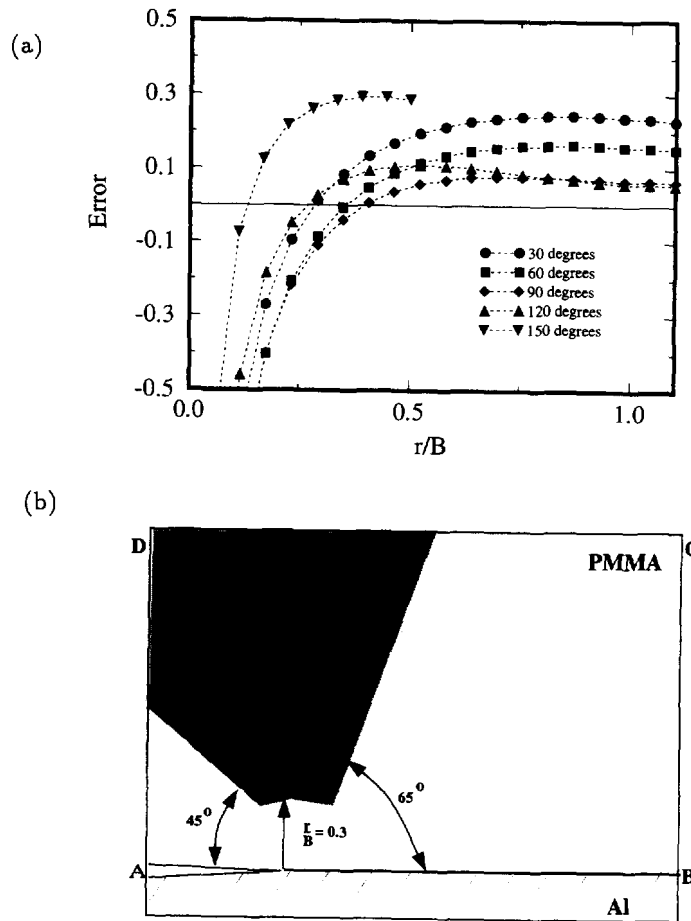 (a)
0.5
0.3
0.1
-0.1
-0.3
-0.5
Error
0.0
0.5
1.0
r/B
30 degrees
60 degrees
90 degrees
120 degrees
150 degrees
(b)
D
C
PMMA
45°
r/B = 0.3
65°
A
B
Al